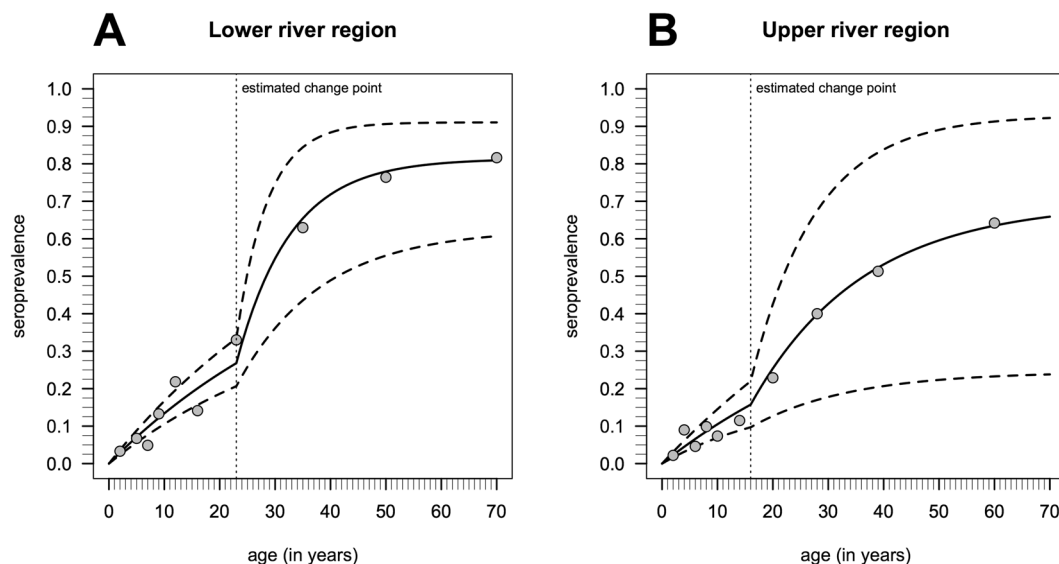 A Lower river region
estimated change point
1.0
0.9
0.8
0.7
0.6
0.5
0.4
0.3
0.2
0.1
0.0
seroprevalence
0 10 20 30 40 50 60 70
age (in years)
B Upper river region
estimated change point
1.0
0.9
0.8
0.7
0.6
0.5
0.4
0.3
0.2
0.1
0.0
seroprevalence
0 10 20 30 40 50 60 70
age (in years)